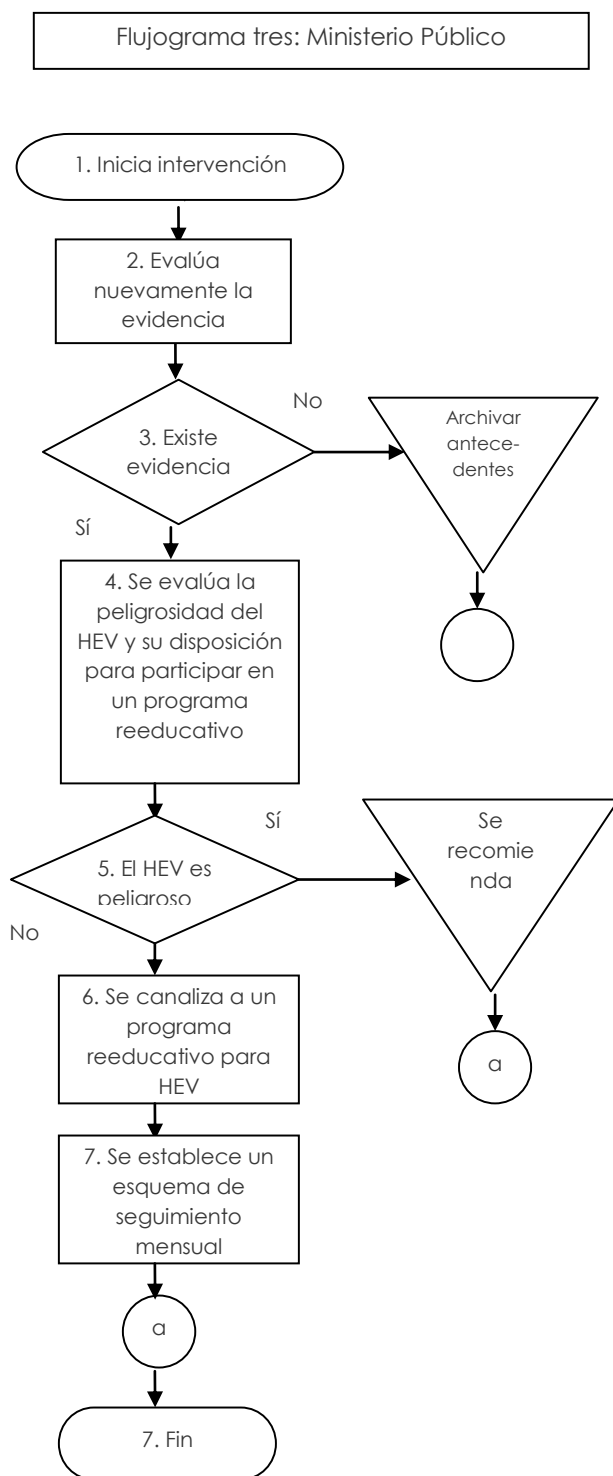 Flujograma tres: Ministerio Público
1. Inicia intervención
2. Evalúa
nuevamente la
evidencia
No
3. Existe
evidencia
Archivar
antece-
dentes
Sí
4. Se evalúa la
peligrosidad del
HEV y su disposición
para participar en
un programa
reeducativo
Sí
5. El HEV es
peligroso
Se
recomie
nda
No
6. Se canaliza a un
programa
reeducativo para
HEV
a
7. Se establece un
esquema de
seguimiento
mensual
a
7. Fin